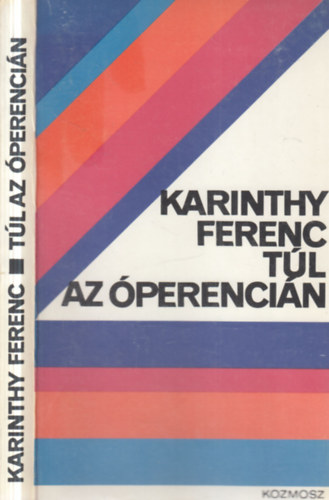 KARINTHY FERENC ■ TÚL AZ ÓPERENCIÁN
KARINTHY
FERENC
TÚL
AZ ÓPERENCIÁN
KOZMOSZ